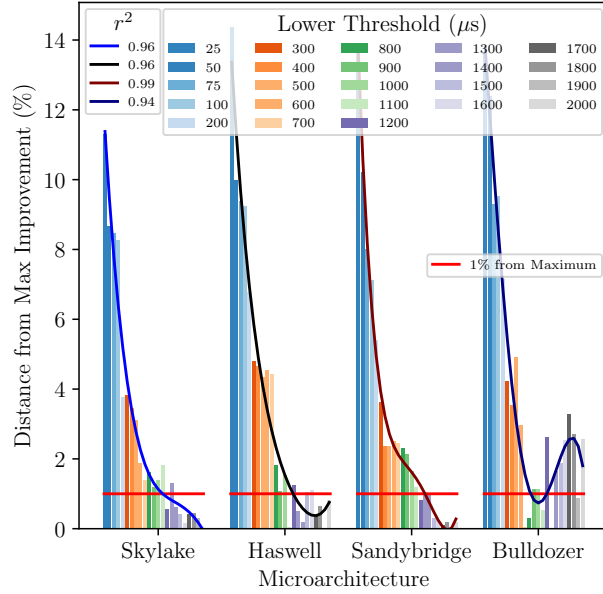 r²
0.96
0.96
0.99
0.94
Lower Threshold (μs)
25 300 800 1300 1700
50 400 900 1400 1800
75 500 1000 1500 1900
100 600 1100 1600 2000
200 700 1200
1% from Maximum
Distance from Max Improvement (%)
14
12
10
8
6
4
2
0
Skylake Haswell Sandybridge Bulldozer
Microarchitecture